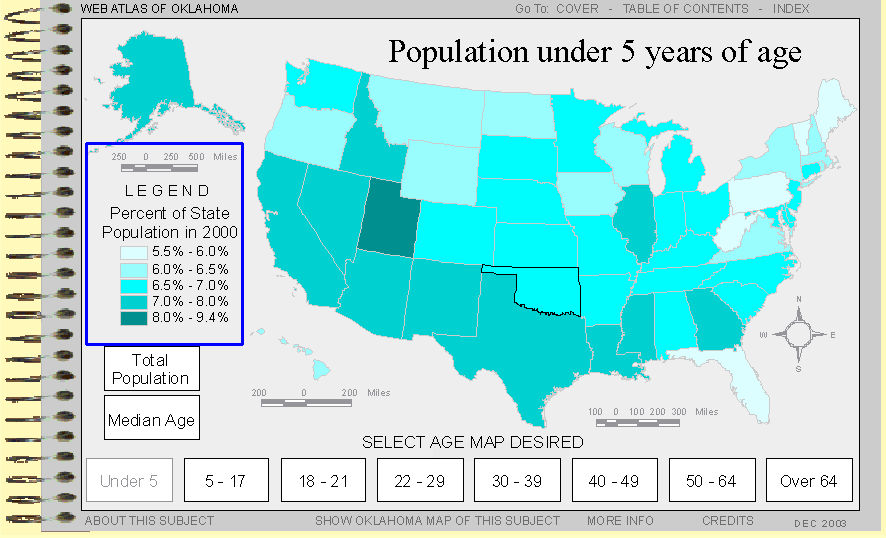 WEB ATLAS OF OKLAHOMA
Go To: COVER - TABLE OF CONTENTS - INDEX
Population under 5 years of age
250 0 250 500 Miles
LEGEND
Percent of State
Population in 2000
5.5% - 6.0%
6.0% - 6.5%
6.5% - 7.0%
7.0% - 8.0%
8.0% - 9.4%
N
W E
S
Total
Population
Median Age
200 0 200 Miles
100 0 100 200 300 Miles
SELECT AGE MAP DESIRED
Under 5
5 - 17
18 - 21
22 - 29
30 - 39
40 - 49
50 - 64
Over 64
ABOUT THIS SUBJECT
SHOW OKLAHOMA MAP OF THIS SUBJECT
MORE INFO
CREDITS
DEC 2003